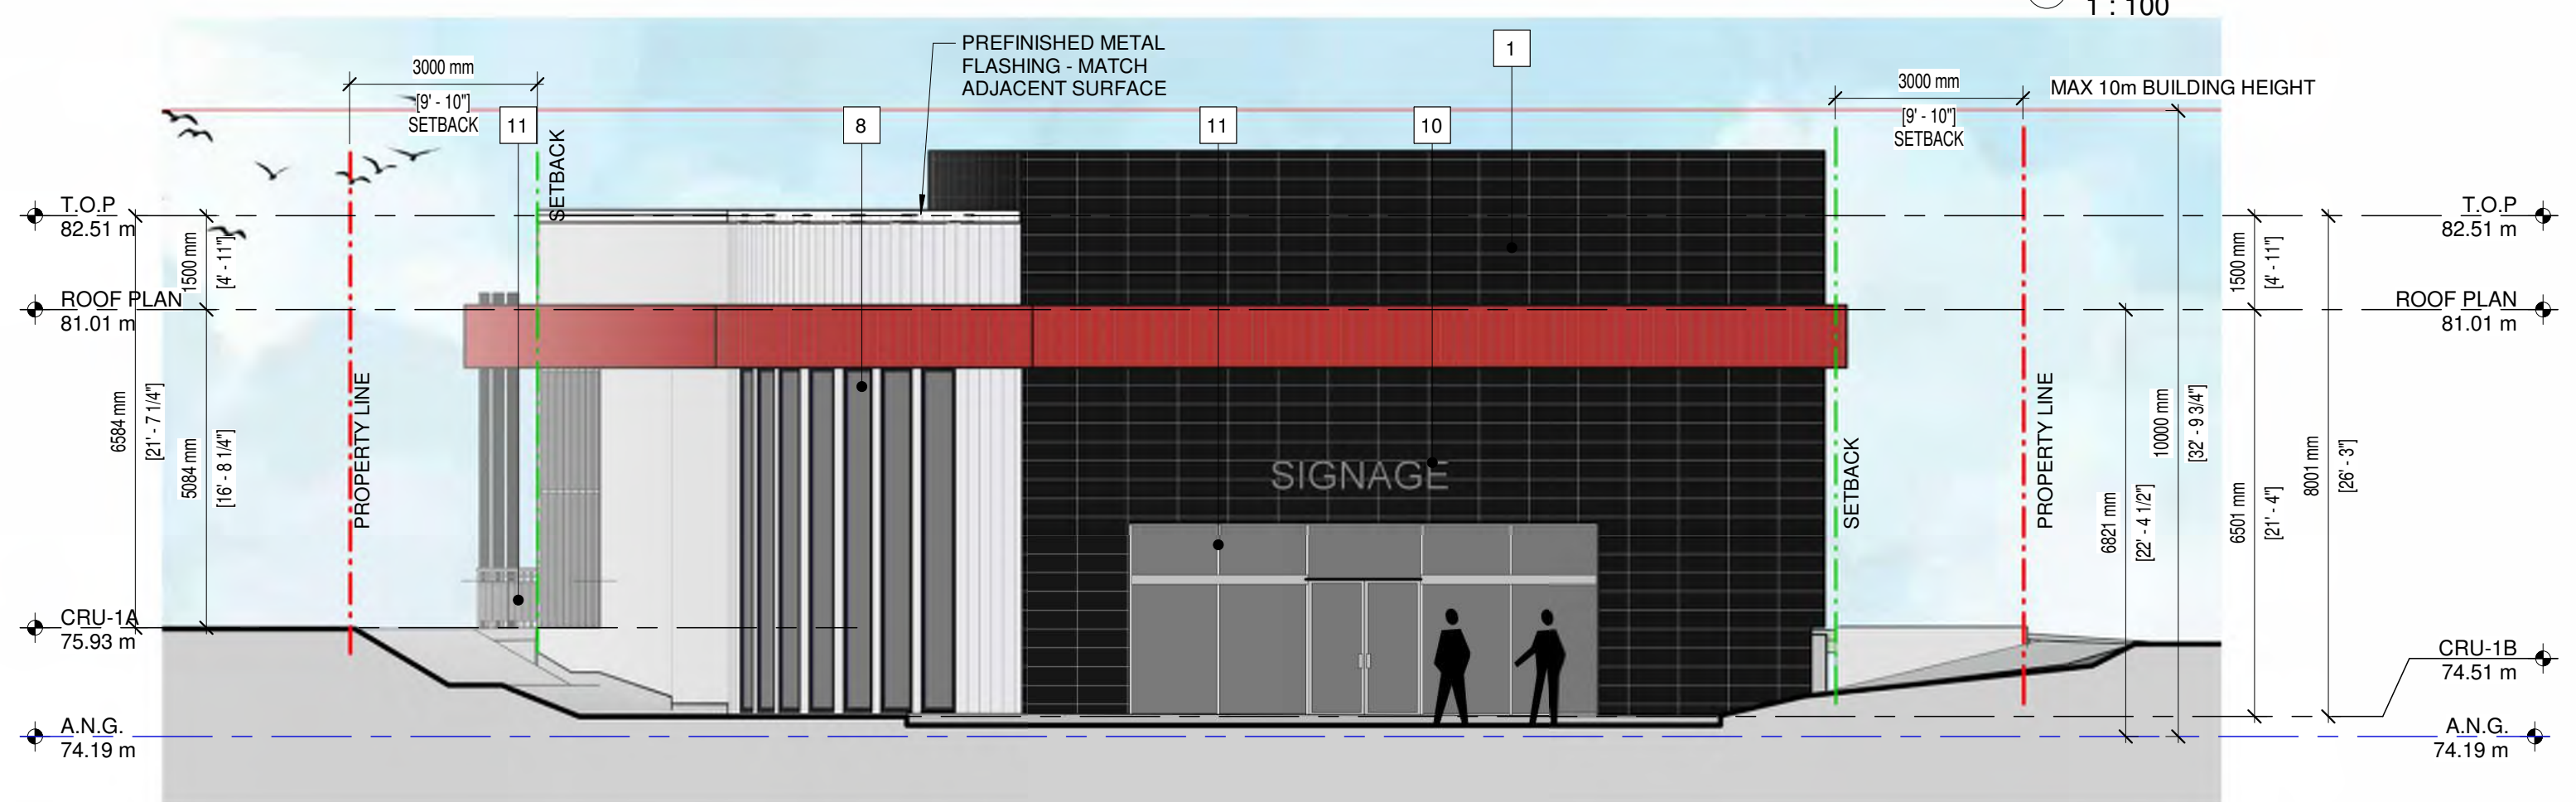 1 : 100
PREFINISHED METAL
FLASHING - MATCH
ADJACENT SURFACE
1
3000 mm
[9' - 10"]
SETBACK
11
SETBACK
8
11
10
3000 mm
[9' - 10"]
SETBACK
MAX 10m BUILDING HEIGHT
T.O.P
82.51 m
ROOF PLAN
81.01 m
1500 mm
[4' - 11"]
6584 mm
[21' - 7 1/4"]
5084 mm
[16' - 8 1/4"]
PROPERTY LINE
CRU-1A
75.93 m
A.N.G.
74.19 m
SIGNAGE
SETBACK
PROPERTY LINE
6821 mm
[22' - 4 1/2"]
10000 mm
[32' - 9 3/4"]
1500 mm
[4' - 11"]
6501 mm
[21' - 4"]
8001 mm
[26' - 3"]
T.O.P
82.51 m
ROOF PLAN
81.01 m
CRU-1B
74.51 m
A.N.G.
74.19 m